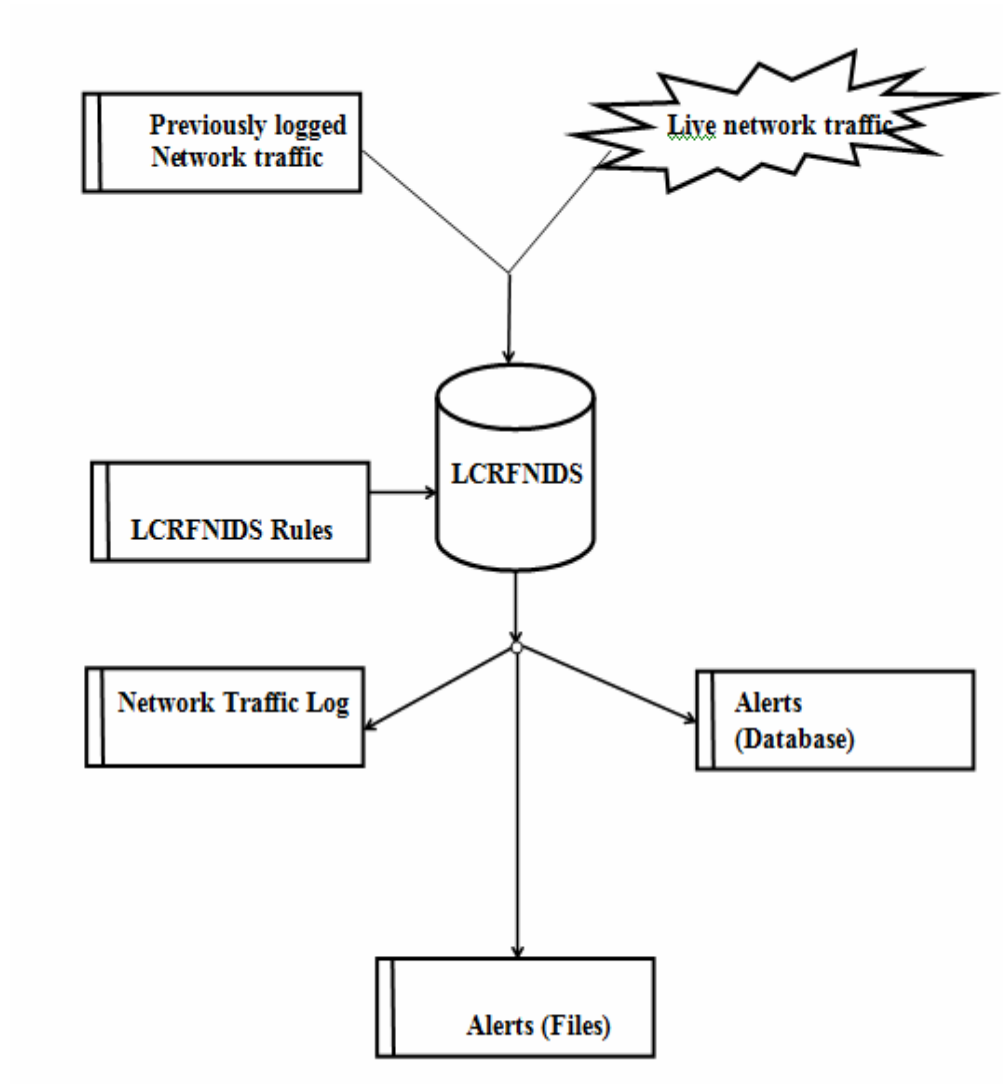 Previously logged
Network traffic
Live network traffic
LCRFNIDS
LCRFNIDS Rules
Network Traffic Log
Alerts
(Database)
Alerts (Files)